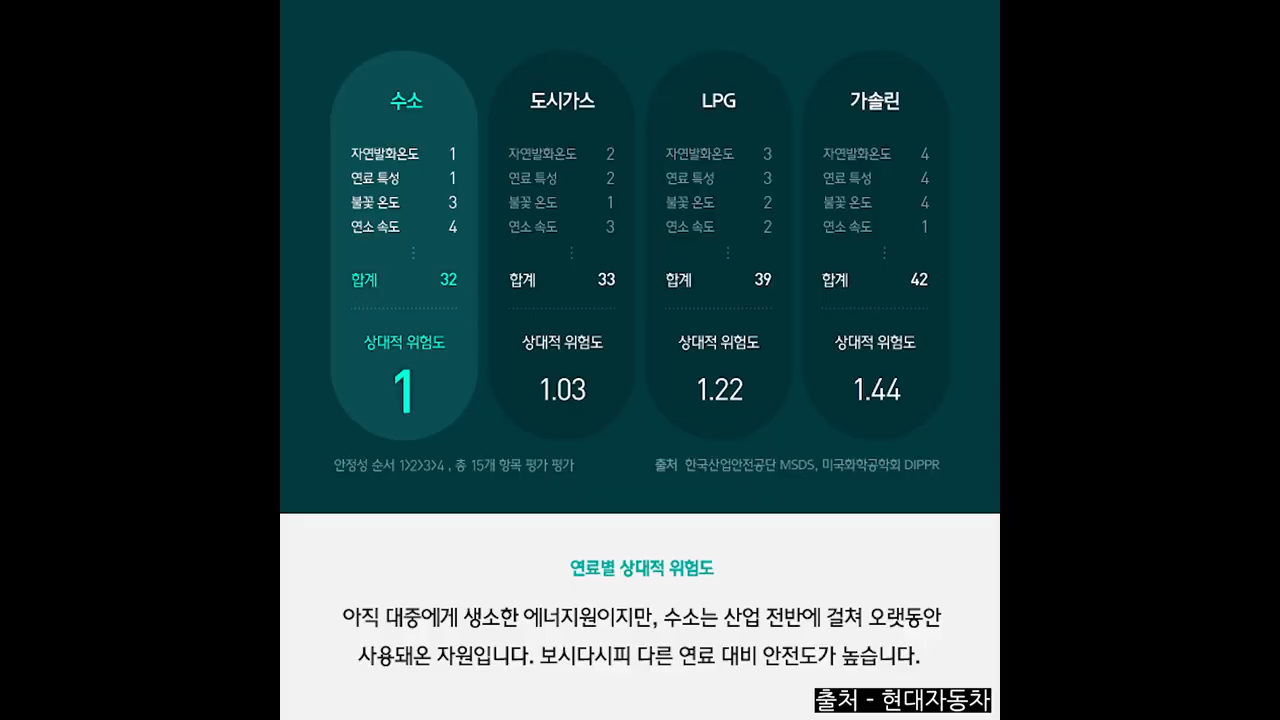 수소
자연발화온도 1
연료 특성 1
불꽃 온도 3
연소 속도 4
합계 32
상대적 위험도
1
도시가스
자연발화온도 2
연료 특성 2
불꽃 온도 1
연소 속도 3
합계 33
상대적 위험도
1.03
LPG
자연발화온도 3
연료 특성 3
불꽃 온도 2
연소 속도 2
합계 39
상대적 위험도
1.22
가솔린
자연발화온도 4
연료 특성 4
불꽃 온도 4
연소 속도 1
합계 42
상대적 위험도
1.44
안정성 순서 1>2>3>4 , 총 15개 항목 평가 평가
출처 한국산업안전공단 MSDS, 미국화학공학회 DIPPR
연료별 상대적 위험도
아직 대중에게 생소한 에너지원이지만, 수소는 산업 전반에 걸쳐 오랫동안
사용돼온 자원입니다. 보시다시피 다른 연료 대비 안전도가 높습니다.
출처 - 현대자동차